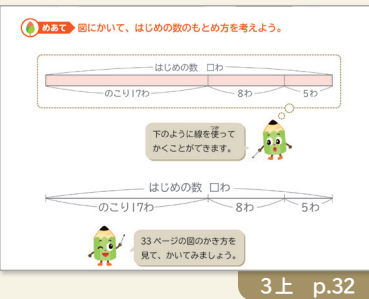 めあて 図にかいて、はじめの数のもとめ方を考えよう。
はじめの数 □わ
のこり17わ 8わ 5わ
下のように線を使って
かくことができます。
はじめの数 □わ
のこり17わ 8わ 5わ
33ページの図のかき方を
見て、かいてみましょう。
3上 p.32